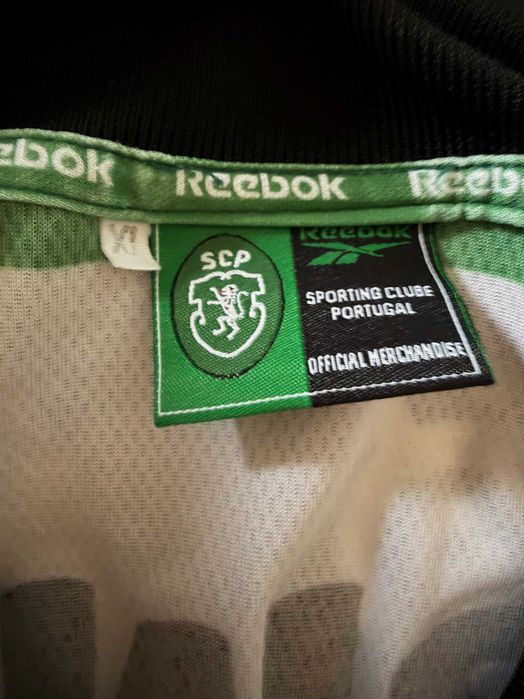 Reebok Reebok Reebok
XL
SCP
Reebok
SPORTING CLUBE
PORTUGAL
OFFICIAL MERCHANDISE